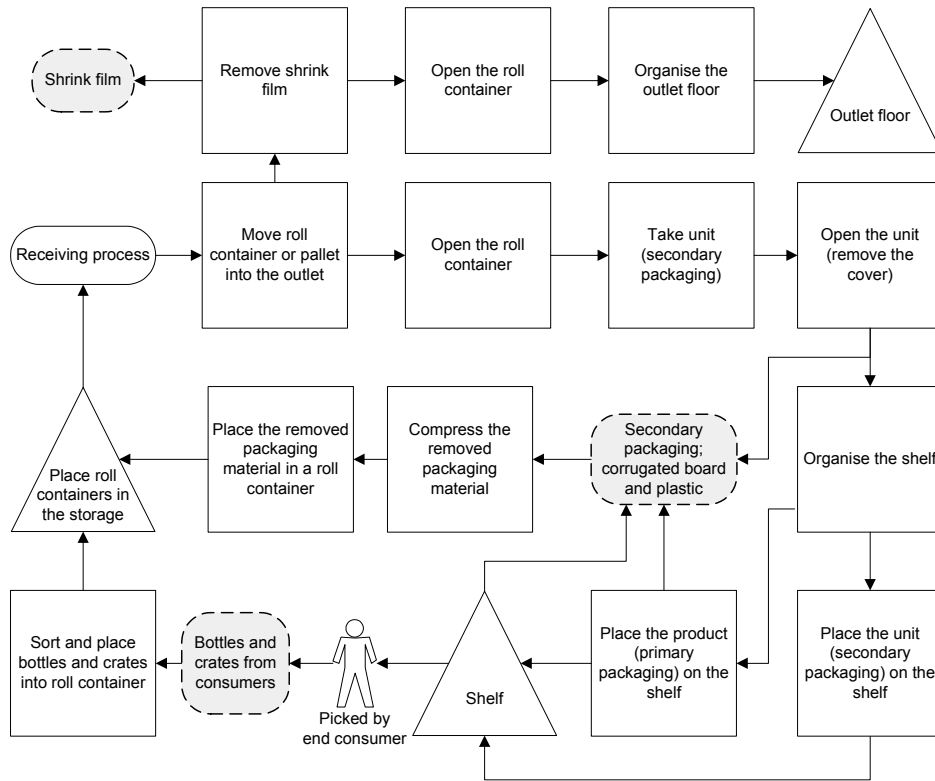 Shrink film
Remove shrink
film
Open the roll
container
Organise the
outlet floor
Outlet floor
Receiving process
Move roll
container or pallet
into the outlet
Open the roll
container
Take unit
(secondary
packaging)
Open the unit
(remove the
cover)
Place roll
containers in
the storage
Place the removed
packaging
material in a roll
container
Compress the
removed
packaging
material
Secondary
packaging;
corrugated board
and plastic
Organise the shelf
Sort and place
bottles and crates
into roll container
Bottles and
crates from
consumers
Picked by
end consumer
Shelf
Place the product
(primary
packaging) on the
shelf
Place the unit
(secondary
packaging) on the
shelf